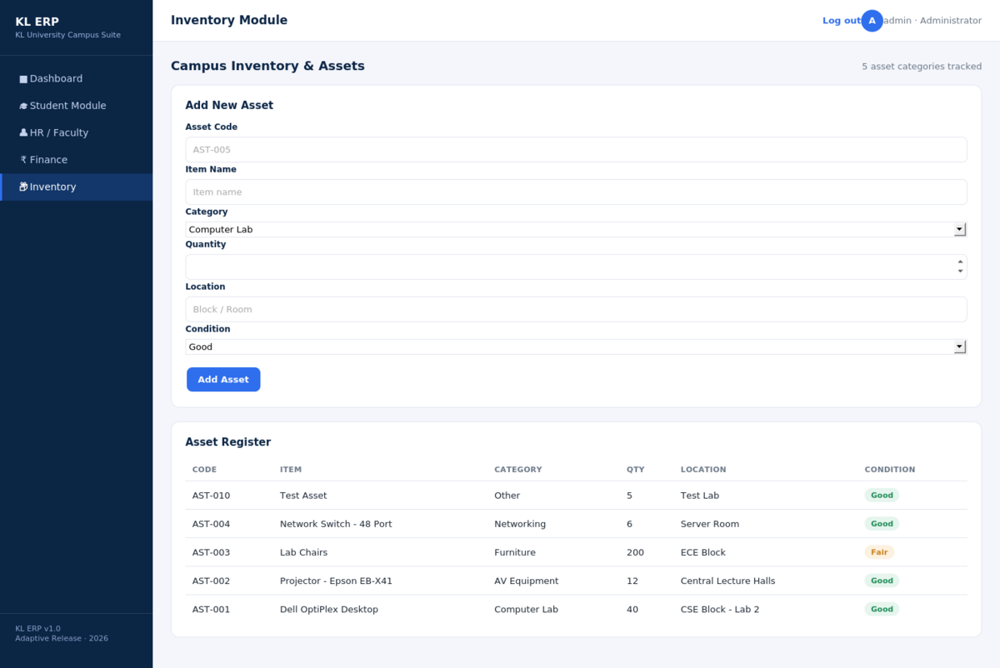 KL ERP
KL University Campus Suite
Dashboard
Student Module
HR / Faculty
₹ Finance
Inventory
KL ERP v1.0
Adaptive Release · 2026
Inventory Module
Log out A admin · Administrator
Campus Inventory & Assets
5 asset categories tracked
Add New Asset
Asset Code
AST-005
Item Name
Item name
Category
Computer Lab
Quantity
Location
Block / Room
Condition
Good
Add Asset
Asset Register
CODE ITEM CATEGORY QTY LOCATION CONDITION
AST-010 Test Asset Other 5 Test Lab Good
AST-004 Network Switch - 48 Port Networking 6 Server Room Good
AST-003 Lab Chairs Furniture 200 ECE Block Fair
AST-002 Projector - Epson EB-X41 AV Equipment 12 Central Lecture Halls Good
AST-001 Dell OptiPlex Desktop Computer Lab 40 CSE Block - Lab 2 Good